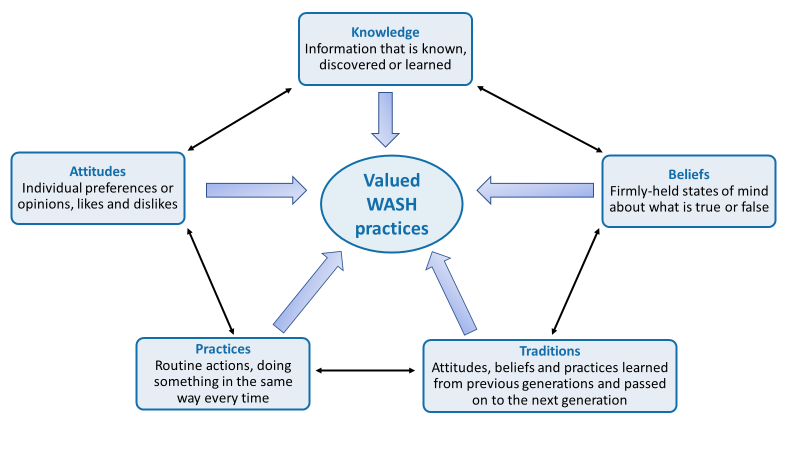 Knowledge
Information that is known,
discovered or learned
Attitudes
Individual preferences or
opinions, likes and dislikes
Valued
WASH
practices
Beliefs
Firmly-held states of mind
about what is true or false
Practices
Routine actions, doing
something in the same
way every time
Traditions
Attitudes, beliefs and practices learned
from previous generations and passed
on to the next generation